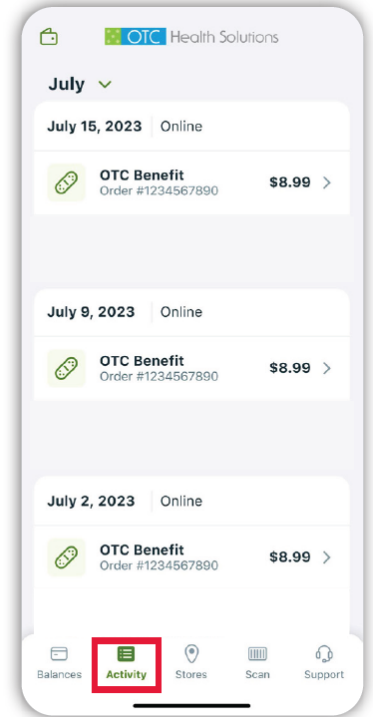 OTC Health Solutions
July
July 15, 2023 Online
OTC Benefit
$8.99
Order #1234567890
July 9, 2023 Online
OTC Benefit
$8.99
Order #1234567890
July 2, 2023 Online
OTC Benefit
$8.99
Order #1234567890
Balances Activity Stores Scan Support